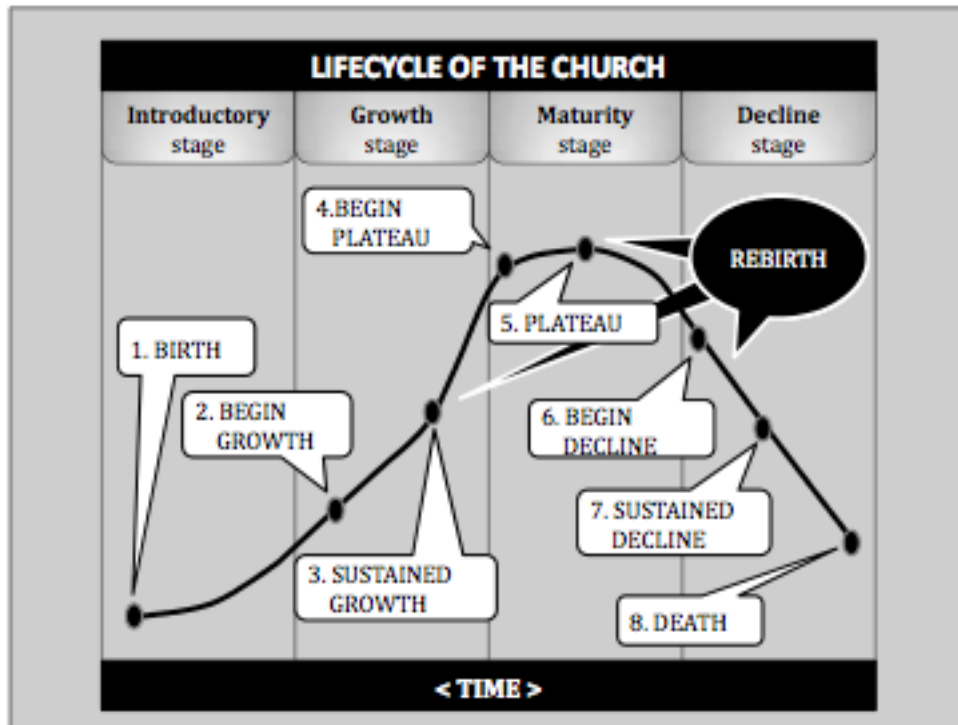 LIFECYCLE OF THE CHURCH
Introductory
stage
Growth
stage
Maturity
stage
Decline
stage
4.BEGIN
PLATEAU
REBIRTH
5. PLATEAU
1. BIRTH
2. BEGIN
GROWTH
6. BEGIN
DECLINE
7. SUSTAINED
DECLINE
3. SUSTAINED
GROWTH
8. DEATH
< TIME >